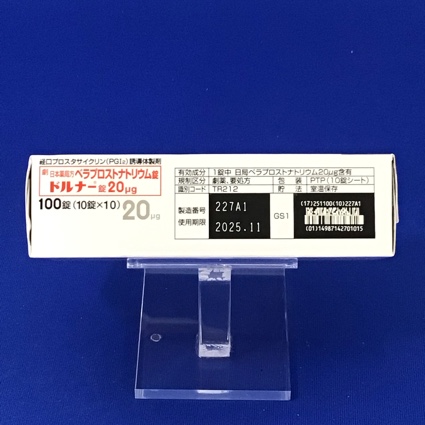 経口プロスタサイクリン(PGI₂)誘導体製剤
劇 日本薬局方 ベラプロストナトリウム錠
ドルナー錠20μg
100錠(10錠×10) 20μg
有効成分 1錠中 日局ベラプロストナトリウム20μg含有
規制区分 劇薬、処方 包装 PTP(10錠シート)
識別コード TR212 貯法 室温保存
製造番号 227A1
使用期限 2025.11
GS1
(17)251100(10)227A1
(01)14987142701015